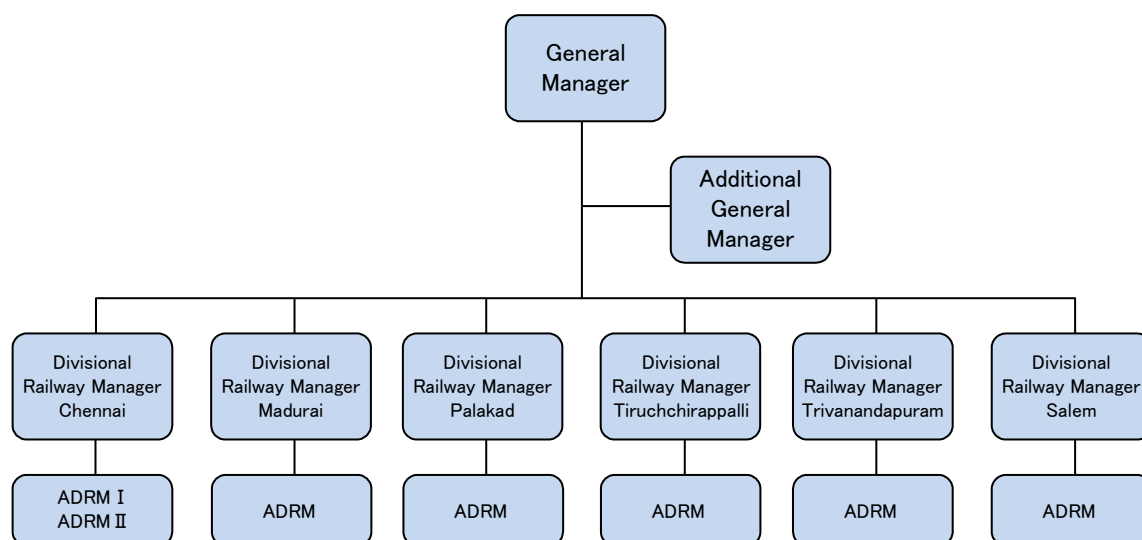 General
Manager
Additional
General
Manager
Divisional
Railway Manager
Chennai
Divisional
Railway Manager
Madurai
Divisional
Railway Manager
Palakad
Divisional
Railway Manager
Tiruchchirappalli
Divisional
Railway Manager
Trivanandapuram
Divisional
Railway Manager
Salem
ADRM Ⅰ
ADRM Ⅱ
ADRM
ADRM
ADRM
ADRM
ADRM